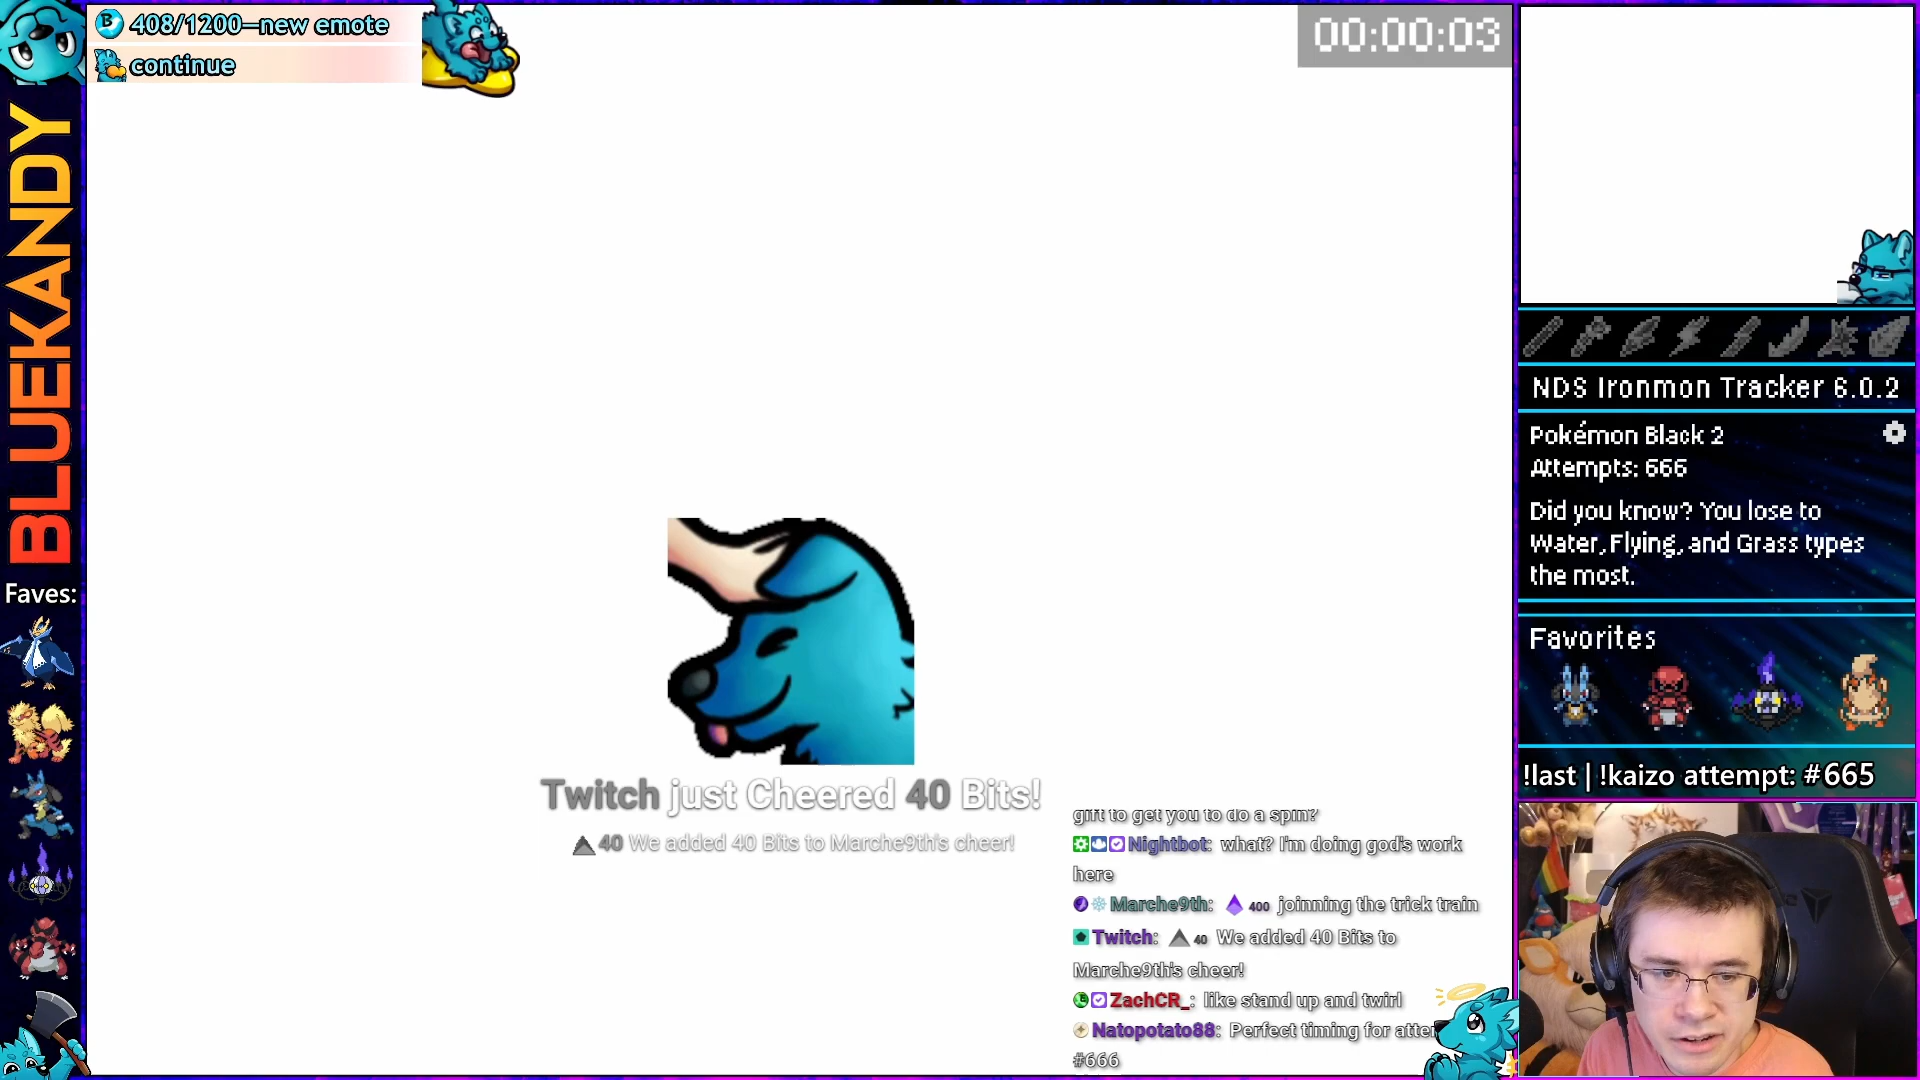 408/1200—new emote
continue
00:00:03
BLUEKANDY
Faves:
Twitch just Cheered 40 Bits!
40 We added 40 Bits to Marche9th's cheer!
gift to get you to do a spin?
Nightbot: what? I'm doing god's work
here
Marche9th: 400 joinning the trick train
Twitch: 40 We added 40 Bits to
Marche9th's cheer!
ZachCR_: like stand up and twirl
Natopotato88: Perfect timing for atte
#666
NDS Ironmon Tracker 6.0.2
Pokémon Black 2
Attempts: 666
Did you know? You lose to
Water, Flying, and Grass types
the most.
Favorites
!last | !kaizo attempt: #665